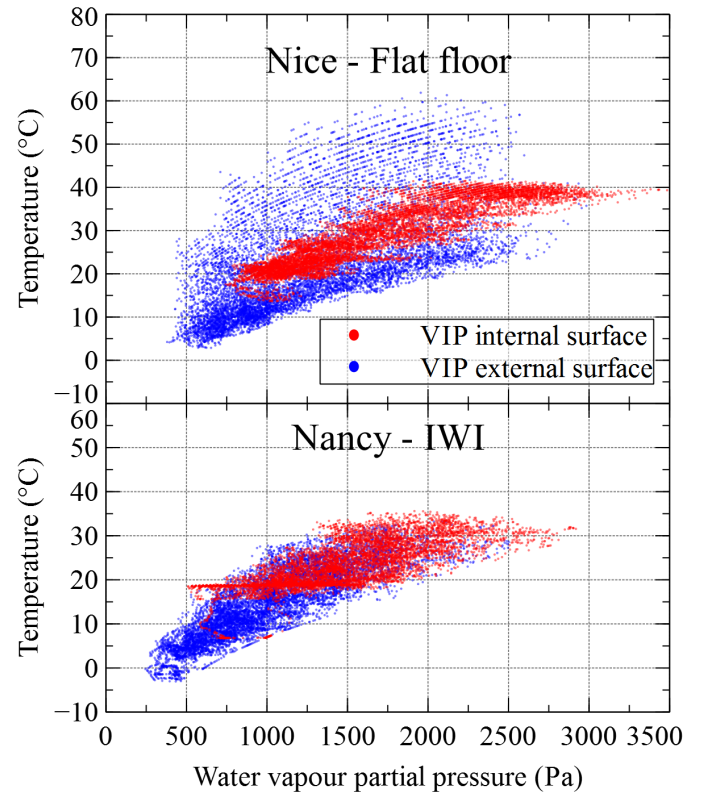 80
Nice - Flat floor
70
60
50
40
30
20
10
0
−10
Temperature (°C)
VIP internal surface
VIP external surface
60
Nancy - IWI
50
40
30
20
10
0
−10
Temperature (°C)
0 500 1000 1500 2000 2500 3000 3500
Water vapour partial pressure (Pa)